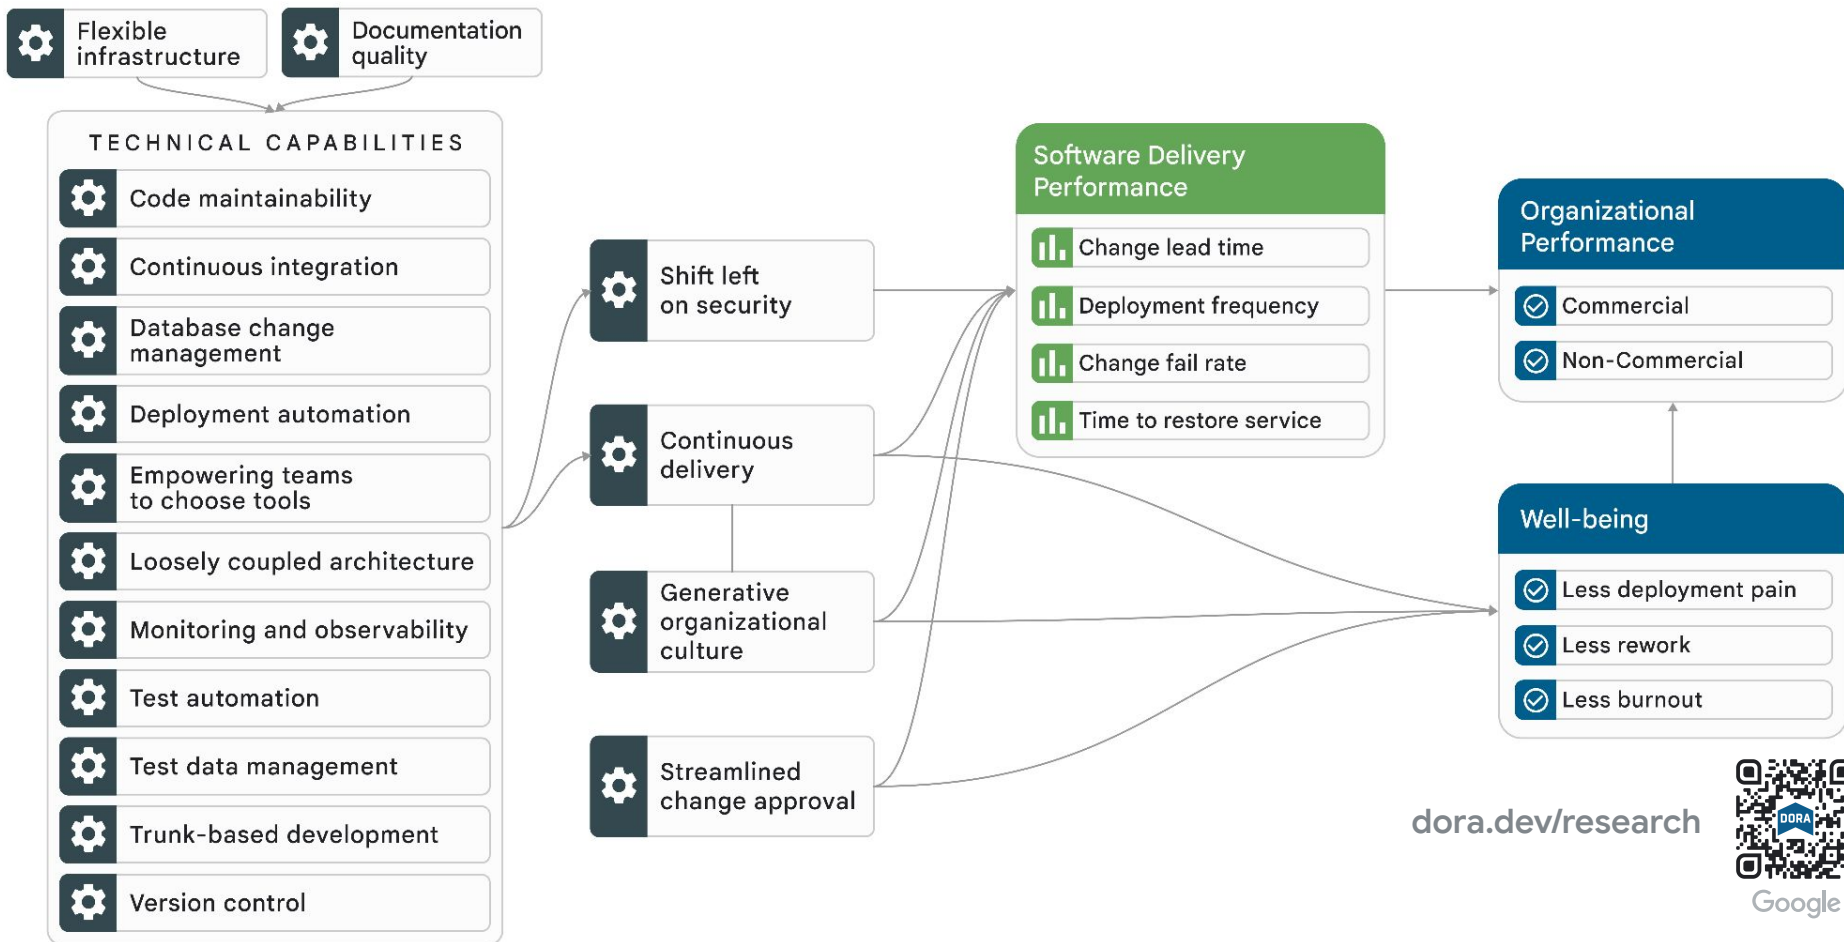 Flexible
infrastructure
Documentation
quality
TECHNICAL CAPABILITIES
Code maintainability
Continuous integration
Database change
management
Deployment automation
Empowering teams
to choose tools
Loosely coupled architecture
Monitoring and observability
Test automation
Test data management
Trunk-based development
Version control
Shift left
on security
Continuous
delivery
Generative
organizational
culture
Streamlined
change approval
Software Delivery
Performance
Change lead time
Deployment frequency
Change fail rate
Time to restore service
Organizational
Performance
Commercial
Non-Commercial
Well-being
Less deployment pain
Less rework
Less burnout
dora.dev/research
DORA
Google